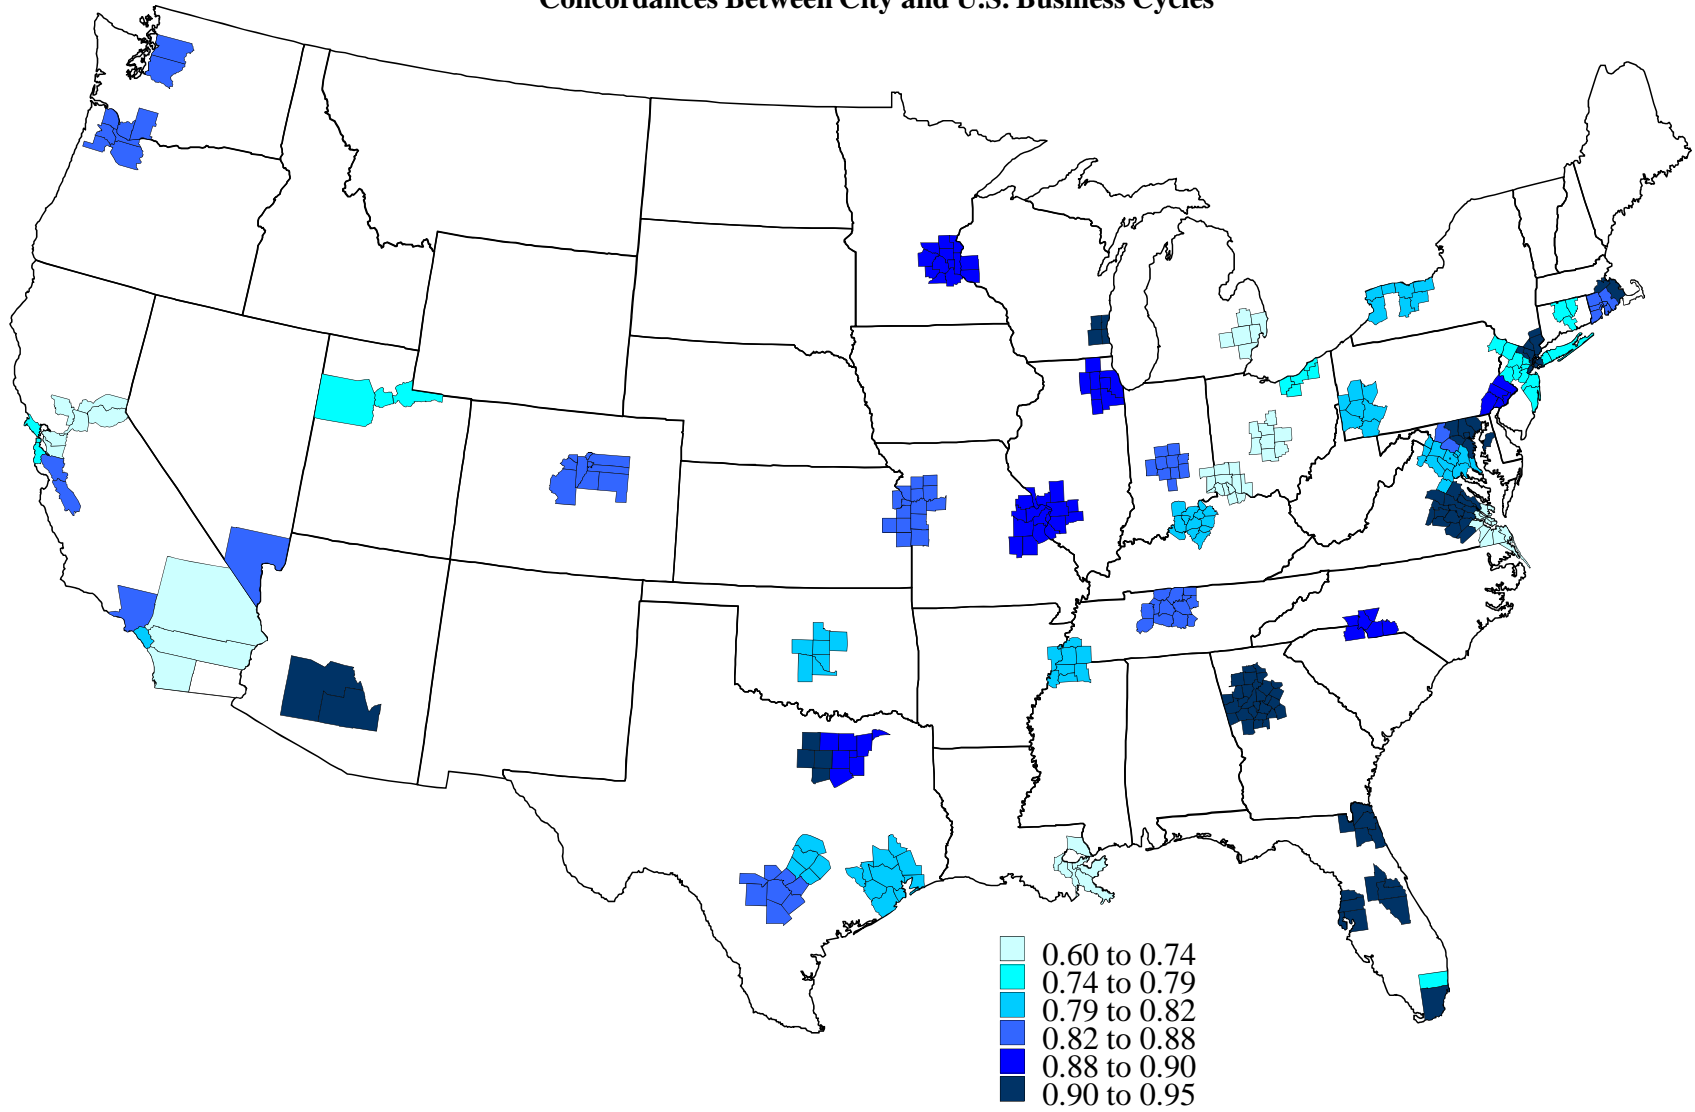 Concordances Between City and U.S. Business Cycles
0.60 to 0.74
0.74 to 0.79
0.79 to 0.82
0.82 to 0.88
0.88 to 0.90
0.90 to 0.95